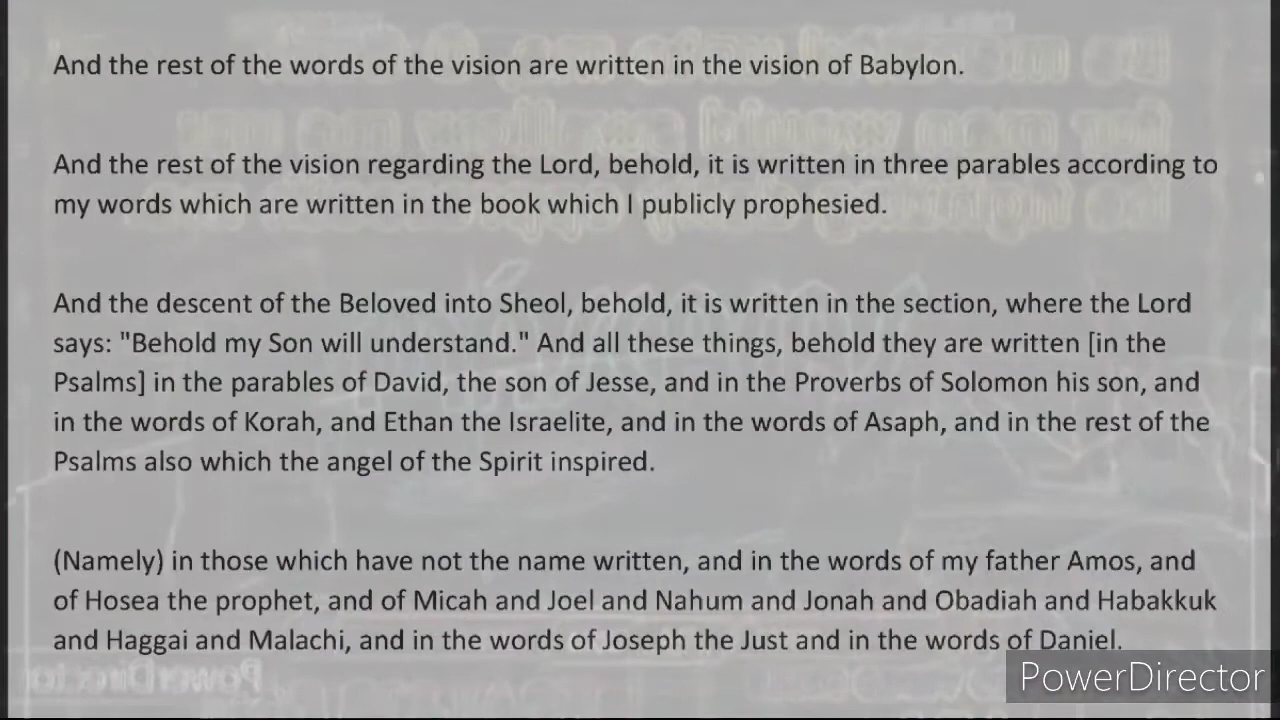 And the rest of the words of the vision are written in the vision of Babylon.
And the rest of the vision regarding the Lord, behold, it is written in three parables according to
my words which are written in the book which I publicly prophesied.
And the descent of the Beloved into Sheol, behold, it is written in the section, where the Lord
says: "Behold my Son will understand." And all these things, behold they are written [in the
Psalms] in the parables of David, the son of Jesse, and in the Proverbs of Solomon his son, and
in the words of Korah, and Ethan the Israelite, and in the words of Asaph, and in the rest of the
Psalms also which the angel of the Spirit inspired.
(Namely) in those which have not the name written, and in the words of my father Amos, and
of Hosea the prophet, and of Micah and Joel and Nahum and Jonah and Obadiah and Habakkuk
and Haggai and Malachi, and in the words of Joseph the Just and in the words of Daniel.
PowerDirector